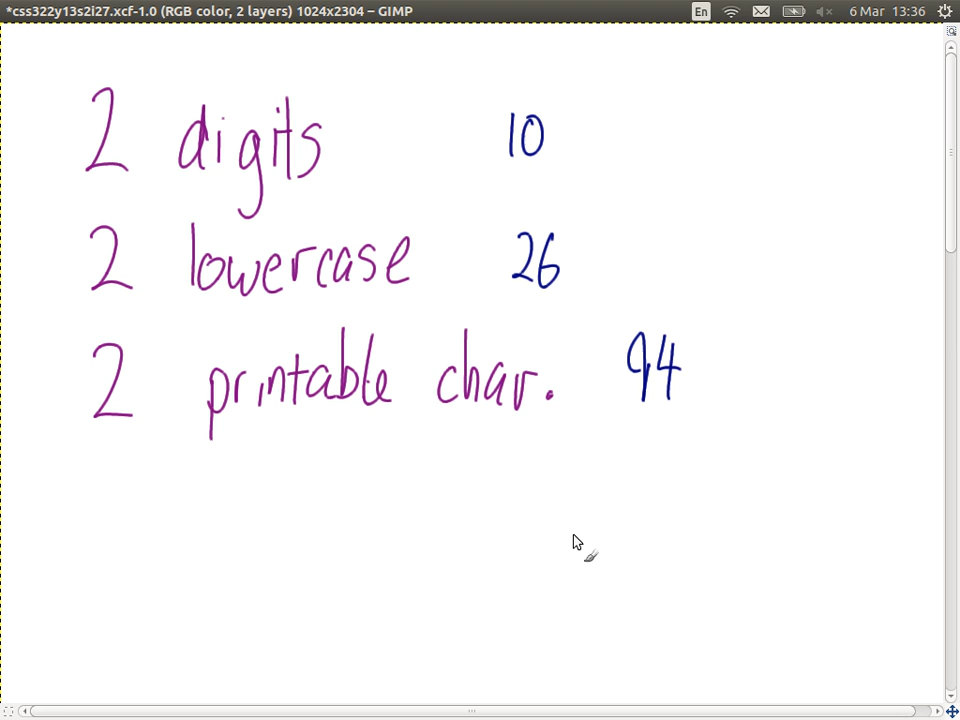 *css322y13s2i27.xcf-1.0 (RGB color, 2 layers) 1024x2304 – GIMP En 6 Mar 13:36
2 digits 10
2 lowercase 26
2 printable char. 94